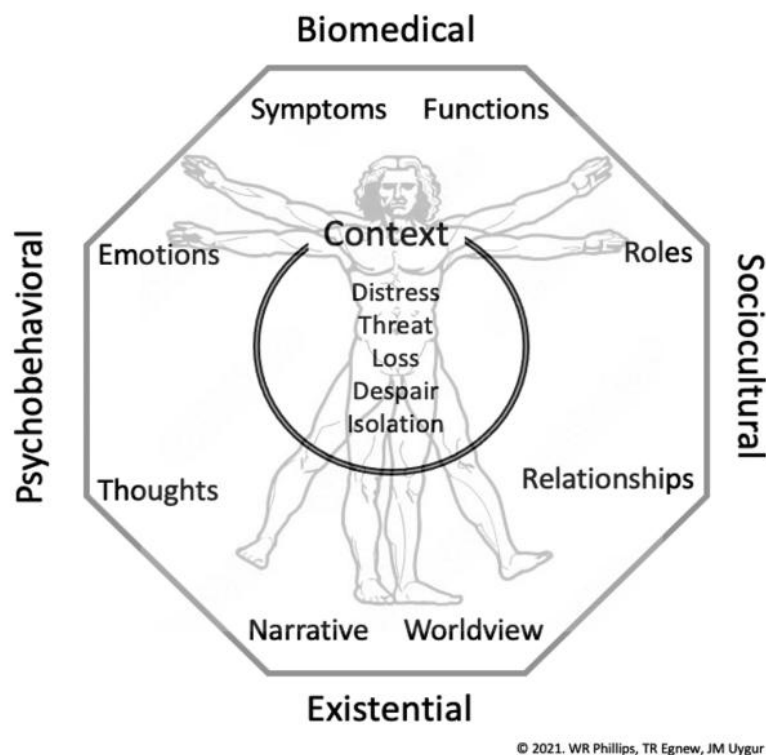 Biomedical
Symptoms Functions
Context
Emotions
Roles
Distress
Threat
Loss
Despair
Isolation
Psychobehavioral
Sociocultural
Thoughts
Relationships
Narrative Worldview
Existential
© 2021. WR Phillips, TR Egnew, JM Uygur